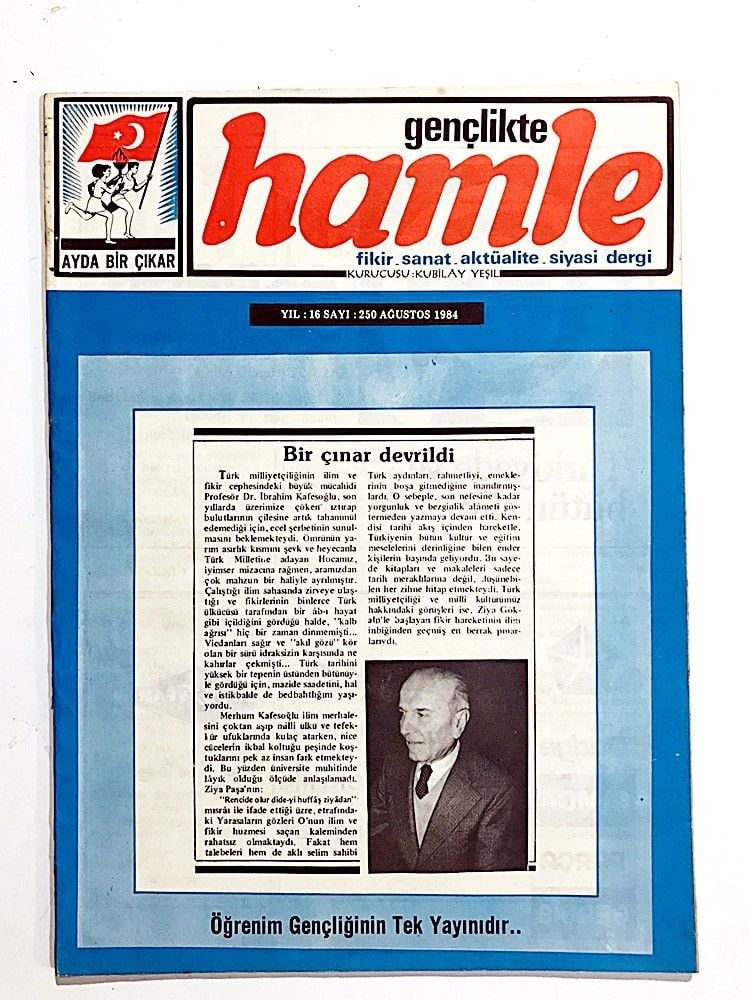 gençlikte
hamle
fikir.sanat.aktüalite.siyasi dergi
KURUCUSU:KUBİLAY YEŞİL
AYDA BİR ÇIKAR
YIL : 16 SAYI : 250 AĞUSTOS 1984
Bir çınar devrildi
Türk milliyetçiliğinin ilim ve
fikir cephesindeki büyük mücahidi
Profesör Dr. İbrahim Kafesoğlu, son
yıllarda üzerimize çöken ıztırap
bulutlarının çilesine artık tahammül
edemediği için, ecel şerbetinin sunul-
masını beklemekteydi. Ömrünün ya-
rım asırlık kısmını şevk ve heyecanla
Türk Milletine adayan Hocamız,
iyimser mizacına rağmen, aramızdan
çok mahzun bir haliyle ayrılmıştır.
Çalıştığı ilim sahasında zirveye ulaş-
tığı ve fikirlerinin binlerce Türk
ülkücüsü tarafından bir âb-ı hayat
gibi içildiğini gördüğü halde, "kalb
ağrısı" hiç bir zaman dinmemişti...
Vicdanları sağır ve "akıl gözü" kör
olan bir sürü idraksizin karşısında ne
kahırlar çekmişti... Türk tarihini
yüksek bir tepenin üstünden bütünüy-
le gördüğü için, mazide saadetini, hal
ve istikbalde de bedbahtlığını yaşı-
yordu.
Merhum Kafesoğlu ilim merhale-
sini çoktan aşıp milli ülkü ve tefek-
kür ufuklarında kulaç atarken, nice
cücelerin ikbal koltuğu peşinde koş-
tuklarını pek az insan fark etmektey-
di. Bu yüzden üniversite muhitinde
lâyık olduğu ölçüde anlaşılamadı.
Ziya Paşa'nın:
"Rencide olur dide-yi huffâş ziyâdan"
mısraı ile ifade ettiği üzre, etrafında-
ki Yarasaların gözleri O'nun ilim ve
fikir huzmesi saçan kaleminden
rahatsız olmaktaydı. Fakat hem
talebeleri hem de aklı selim sahibi
Türk aydınları, rahmetliyi, emekle-
rinin boşa gitmediğine inandırmış-
lardı. O sebeple, son nefesine kadar
yorgunluk ve bezginlik alâmeti gös-
termeden yazmaya devam etti. Ken-
disi tarih akış içinden hareketle,
Türkiyenin bütün kültür ve eğitim
meselelerini derinliğine bilen ender
kişilerin başında geliyordu. Bu saye-
de kitapları ve makaleleri sadece
tarih meraklılarına değil, düşünebi-
len her zihne hitap etmekteydi. Türk
milliyetçiliği ve milli kültürümüz
hakkındaki görüşleri ise, Ziya Gök-
alp'le başlayan fikir hareketinin ilim
inbiğinden geçmiş en berrak pınar-
larıydı.
Öğrenim Gençliğinin Tek Yayınıdır..